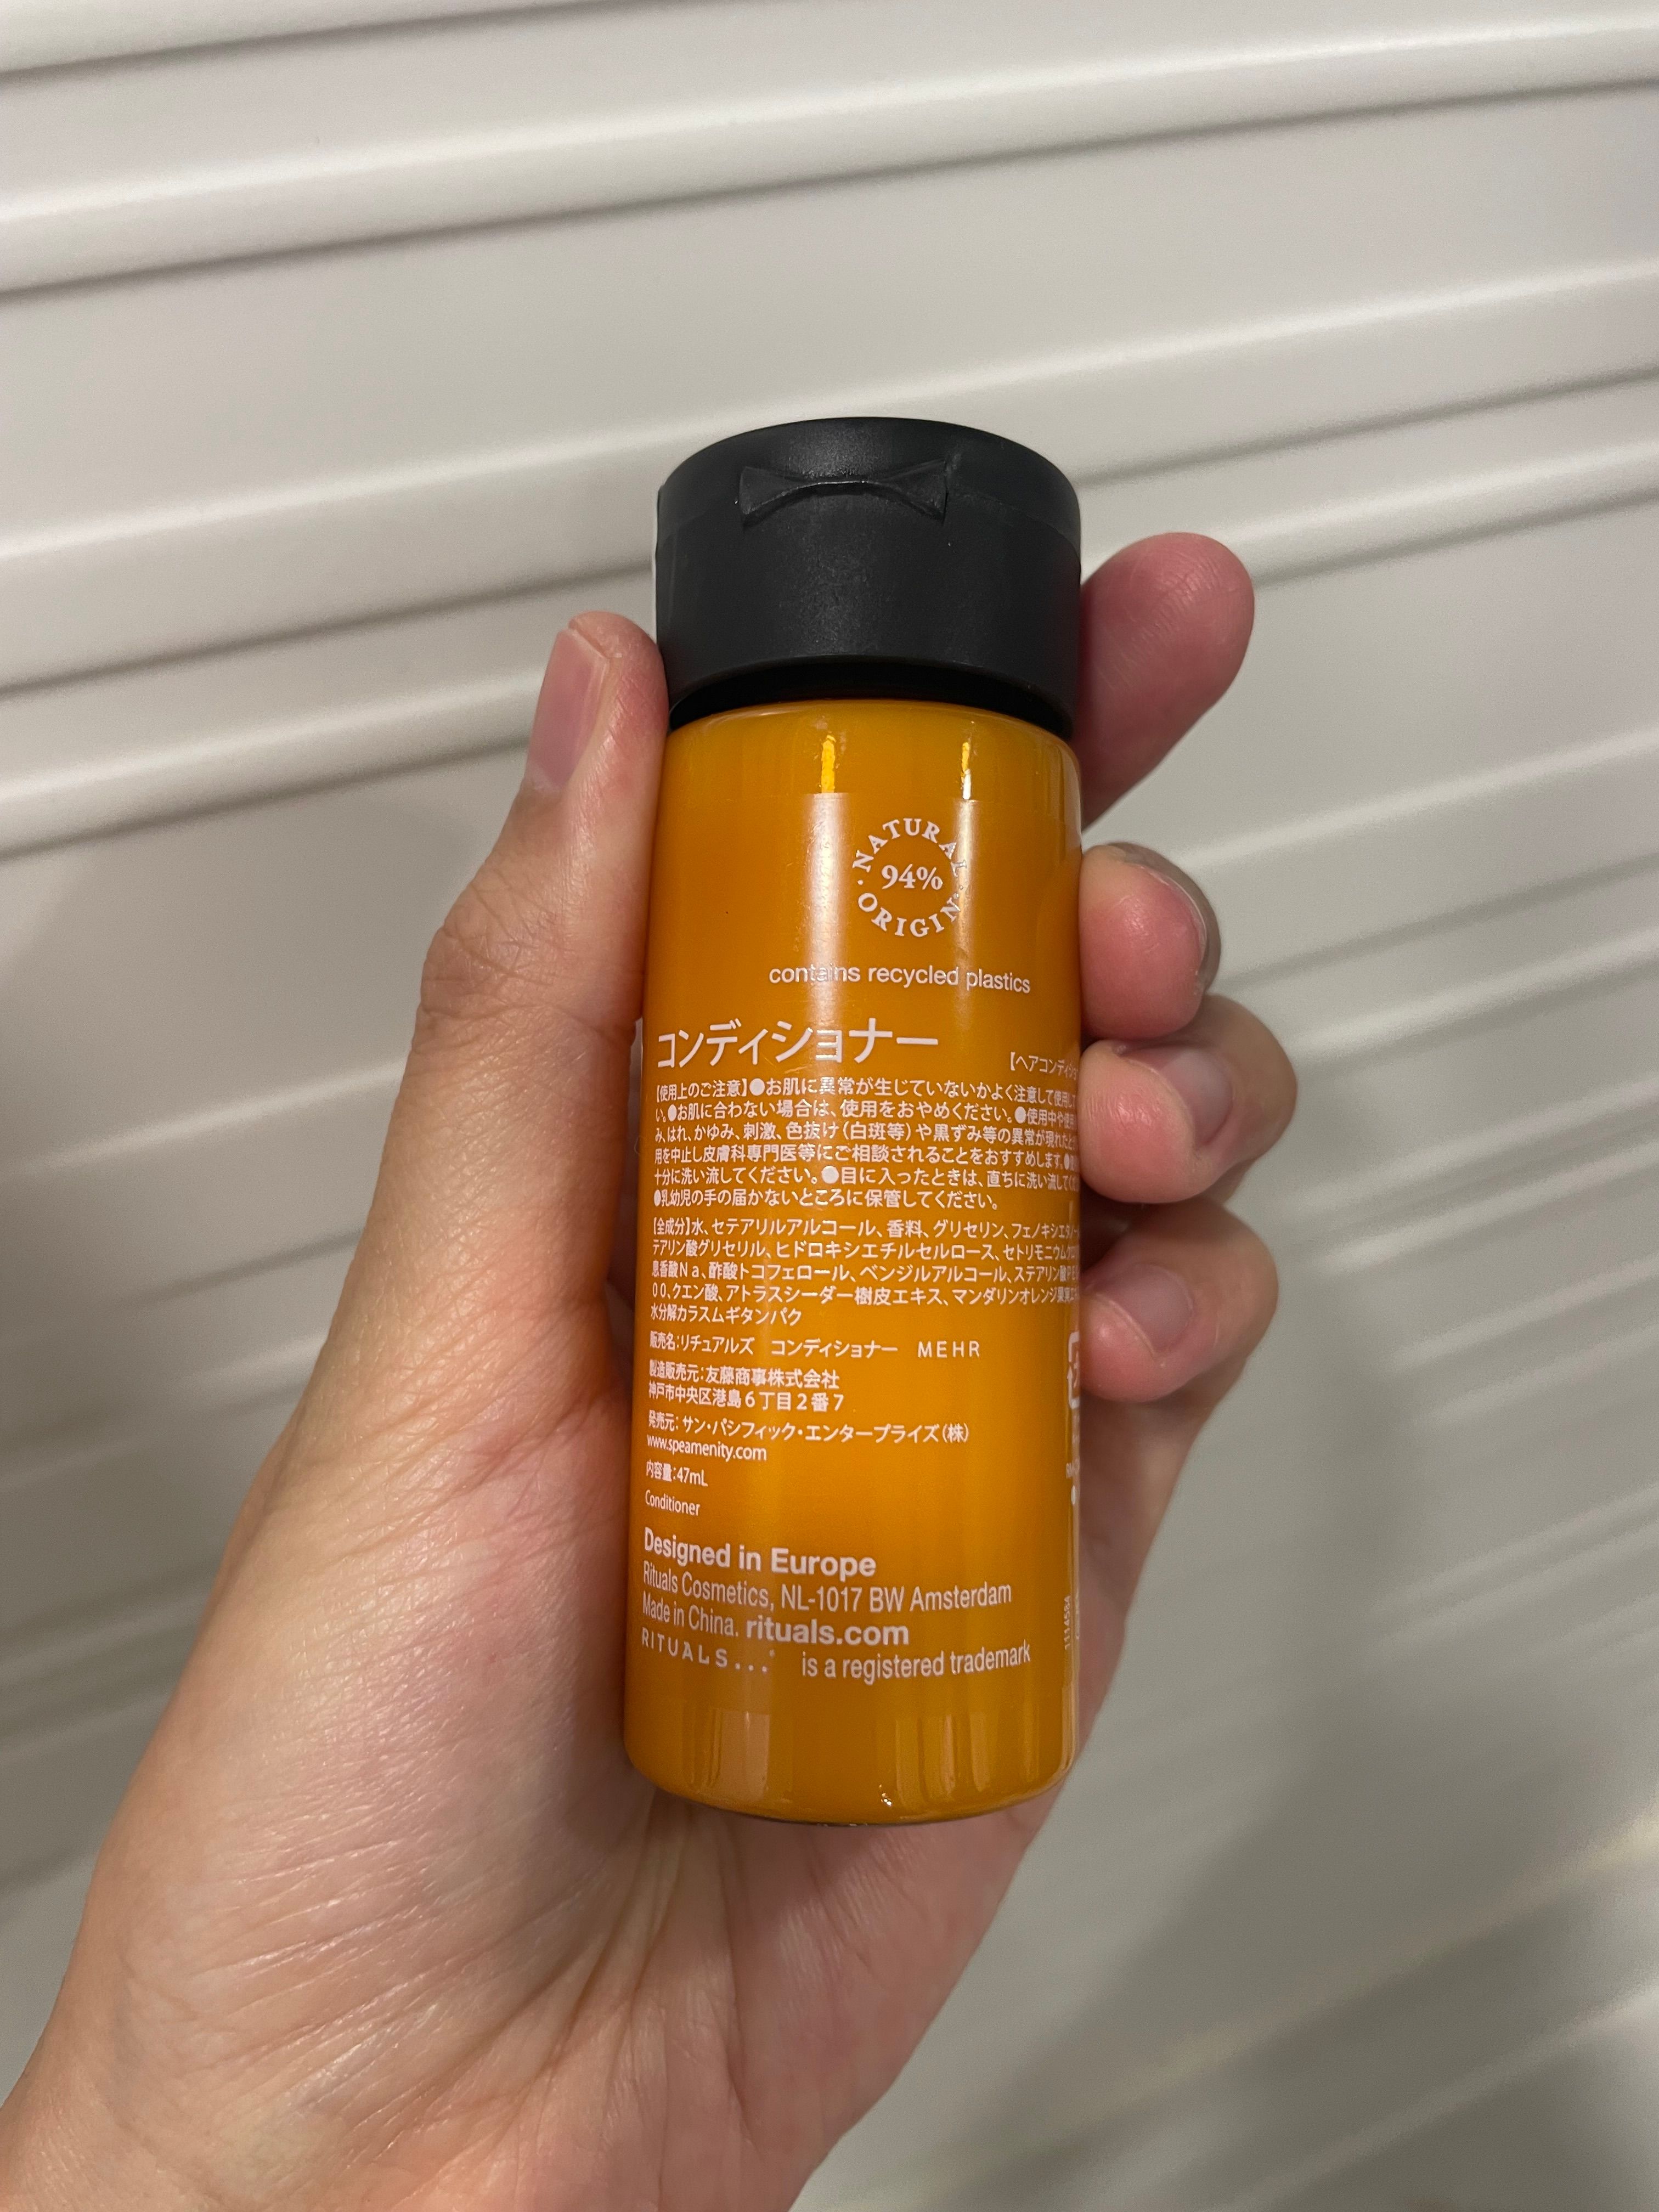 NATURAL
94%
ORIGIN
contains recycled plastics
コンディショナー
【ヘアコンディショ
【使用上のご注意】●お肌に異常が生じていないかよく注意して使用して
い。●お肌に合わない場合は、使用をおやめください。●使用中や使用
み、はれ、かゆみ、刺激、色抜け（白斑等）や黒ずみ等の異常が現れた
用を中止し皮膚科専門医等にご相談されることをおすすめします。
十分に洗い流してください。●目に入ったときは、直ちに洗い流して
●乳幼児の手の届かないところに保管してください。
【全成分】水、セテアリルアルコール、香料、グリセリン、フェノキシエタノー
テアリン酸グリセリル、ヒドロキシエチルセルロース、セトリモニウムクロ
息香酸Na、酢酸トコフェロール、ベンジルアルコール、ステアリン酸PE
00、クエン酸、アトラスシーダー樹皮エキス、マンダリンオレンジ果実エ
水分解カラスムギタンパク
販売名：リチュアルズ　コンディショナー　MEHR
製造販売元：友藤商事株式会社
神戸市中央区港島6丁目2番7
発売元：サン・パシフィック・エンタープライズ（株）
www.speamenity.com
内容量：47mL
Conditioner
Designed in Europe
Rituals Cosmetics, NL-1017 BW Amsterdam
Made in China. rituals.com
RITUALS...® is a registered trademark
1114584